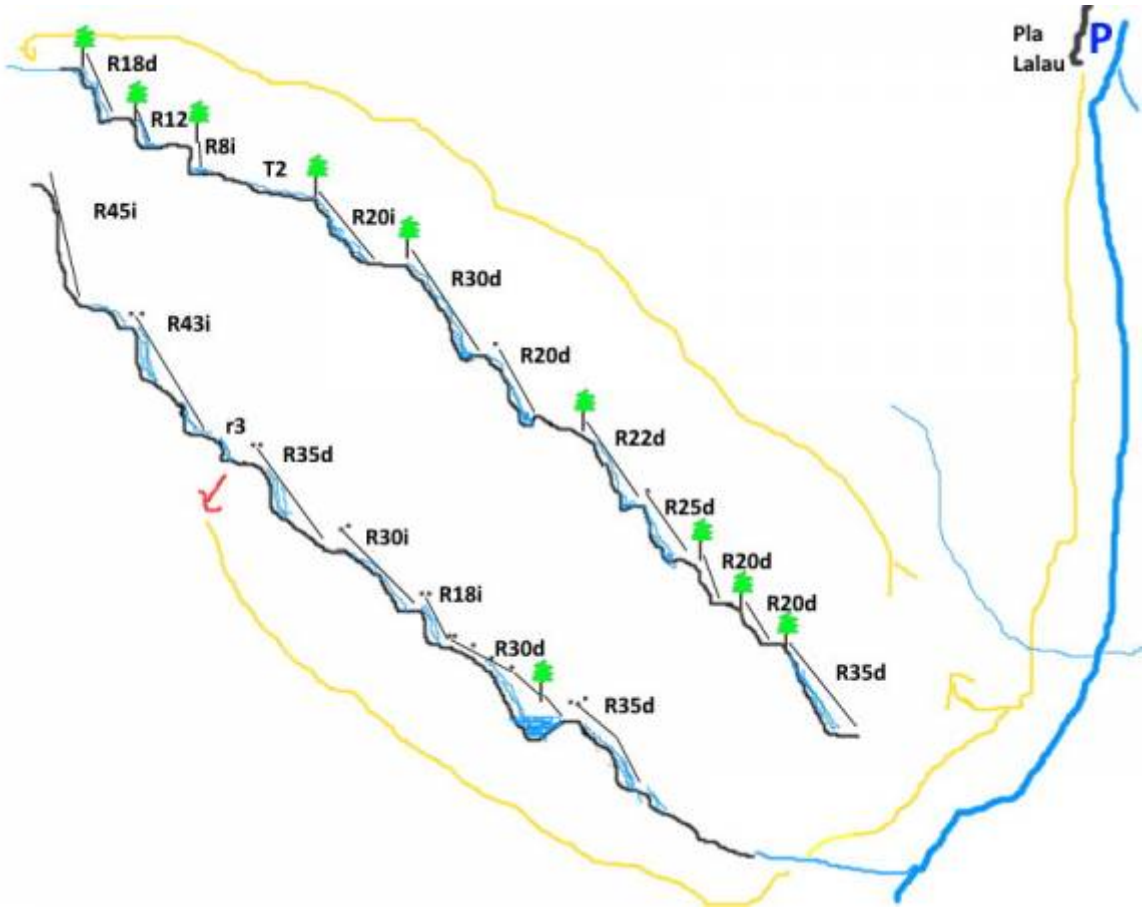 Pla
Lalau
P
R18d
R12
R8i
T2
R20i
R30d
R20d
R22d
R25d
R20d
R20d
R35d
R45i
R43i
r3
R35d
R30i
R18i
R30d
R35d